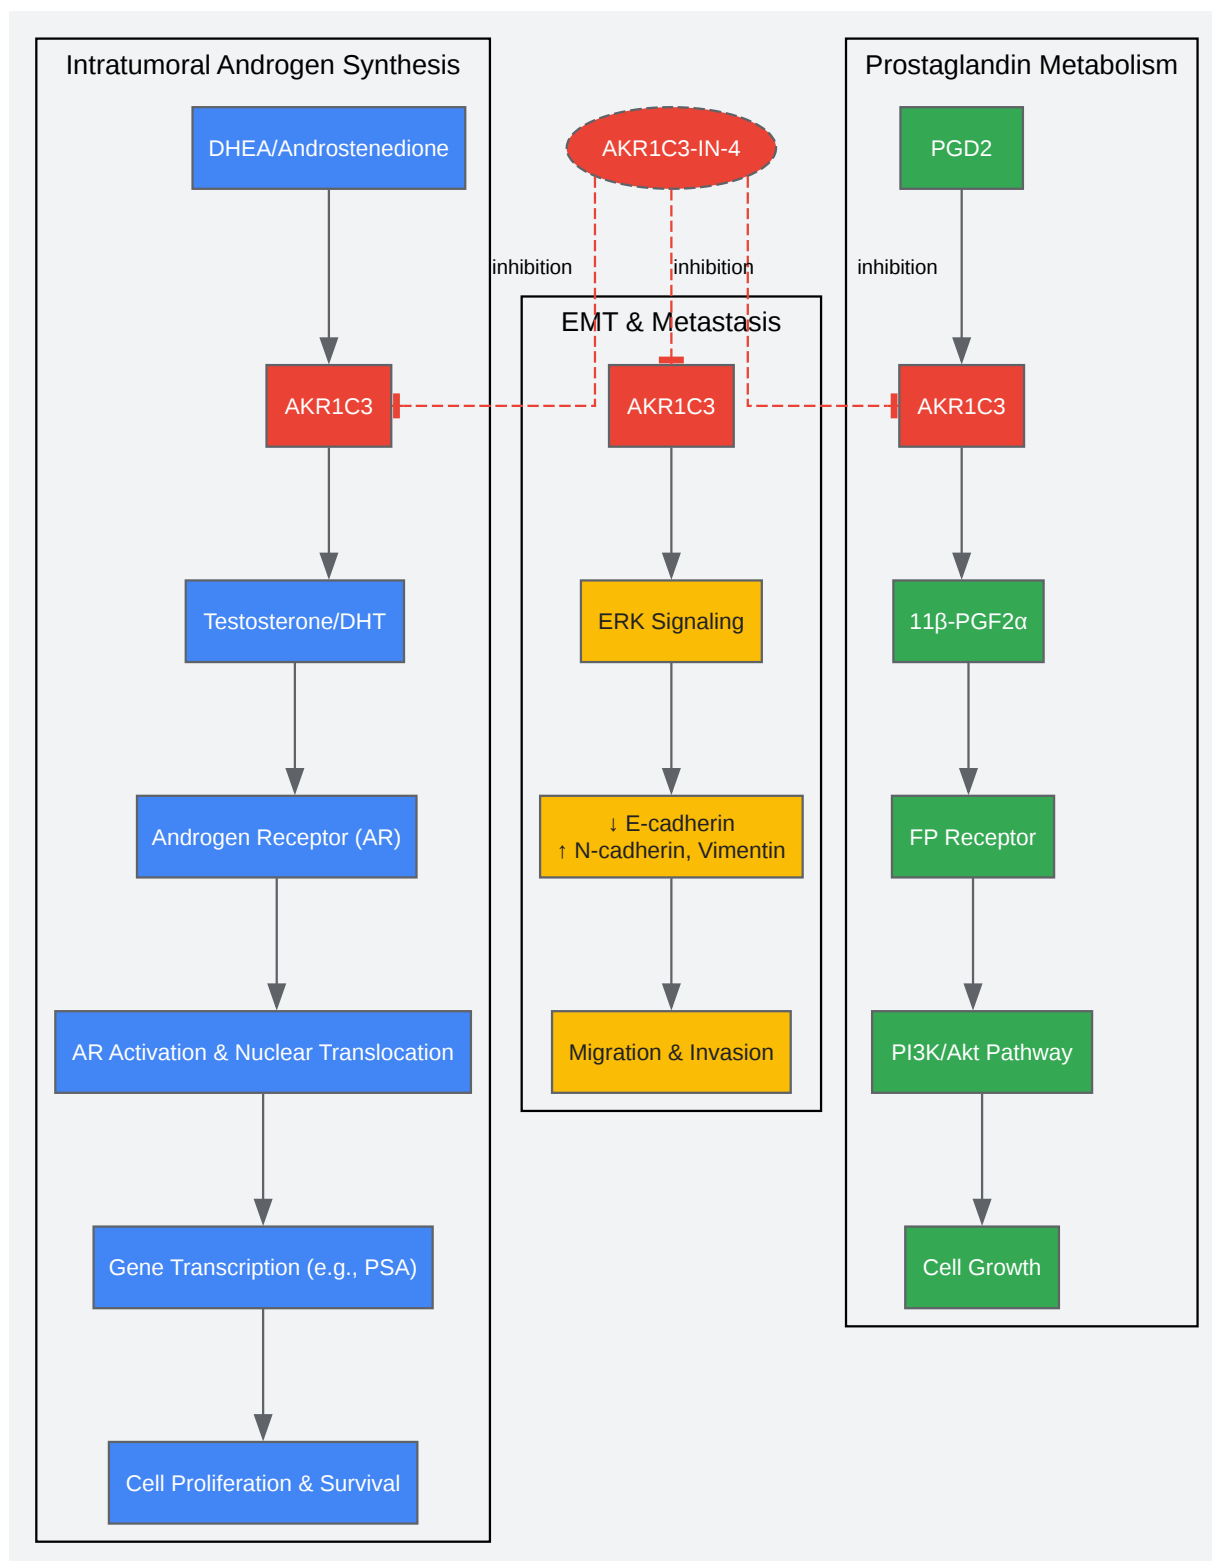 Intratumoral Androgen Synthesis
DHEA/Androstenedione
AKR1C3
Testosterone/DHT
Androgen Receptor (AR)
AR Activation & Nuclear Translocation
Gene Transcription (e.g., PSA)
Cell Proliferation & Survival
AKR1C3-IN-4
inhibition
inhibition
inhibition
EMT & Metastasis
AKR1C3
ERK Signaling
↓ E-cadherin
↑ N-cadherin, Vimentin
Migration & Invasion
Prostaglandin Metabolism
PGD2
AKR1C3
11β-PGF2α
FP Receptor
PI3K/Akt Pathway
Cell Growth